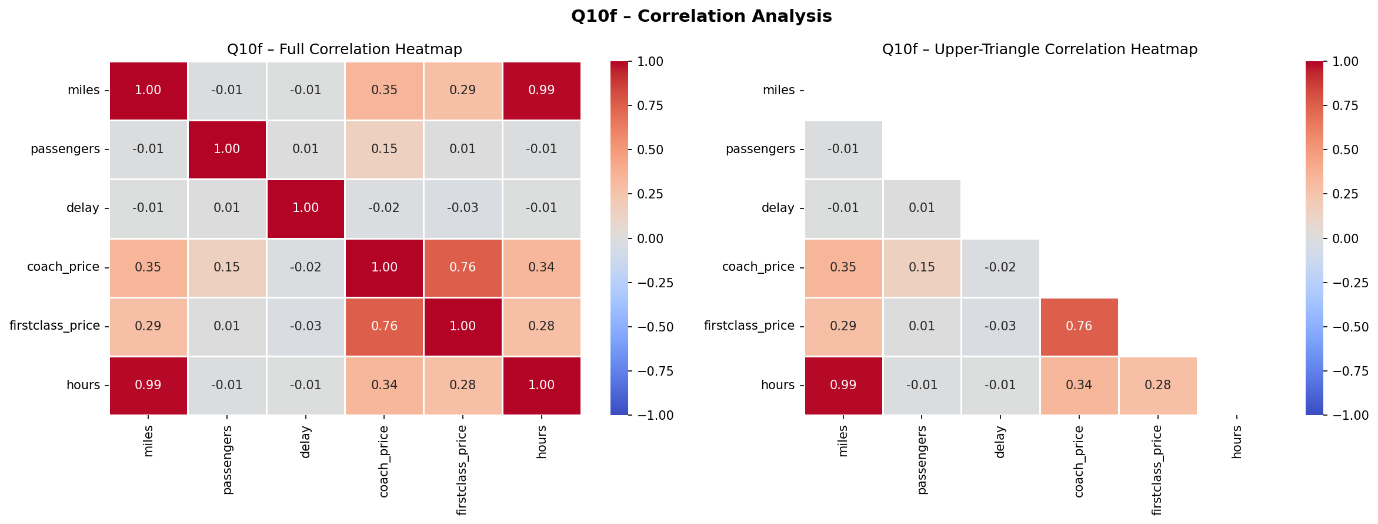 Q10f – Correlation Analysis
Q10f – Full Correlation Heatmap
miles 1.00 -0.01 -0.01 0.35 0.29 0.99
passengers -0.01 1.00 0.01 0.15 0.01 -0.01
delay -0.01 0.01 1.00 -0.02 -0.03 -0.01
coach_price 0.35 0.15 -0.02 1.00 0.76 0.34
firstclass_price 0.29 0.01 -0.03 0.76 1.00 0.28
hours 0.99 -0.01 -0.01 0.34 0.28 1.00
miles passengers delay coach_price firstclass_price hours
1.00
0.75
0.50
0.25
0.00
−0.25
−0.50
−0.75
−1.00
Q10f – Upper-Triangle Correlation Heatmap
miles
passengers -0.01
delay -0.01 0.01
coach_price 0.35 0.15 -0.02
firstclass_price 0.29 0.01 -0.03 0.76
hours 0.99 -0.01 -0.01 0.34 0.28
miles passengers delay coach_price firstclass_price hours
1.00
0.75
0.50
0.25
0.00
−0.25
−0.50
−0.75
−1.00